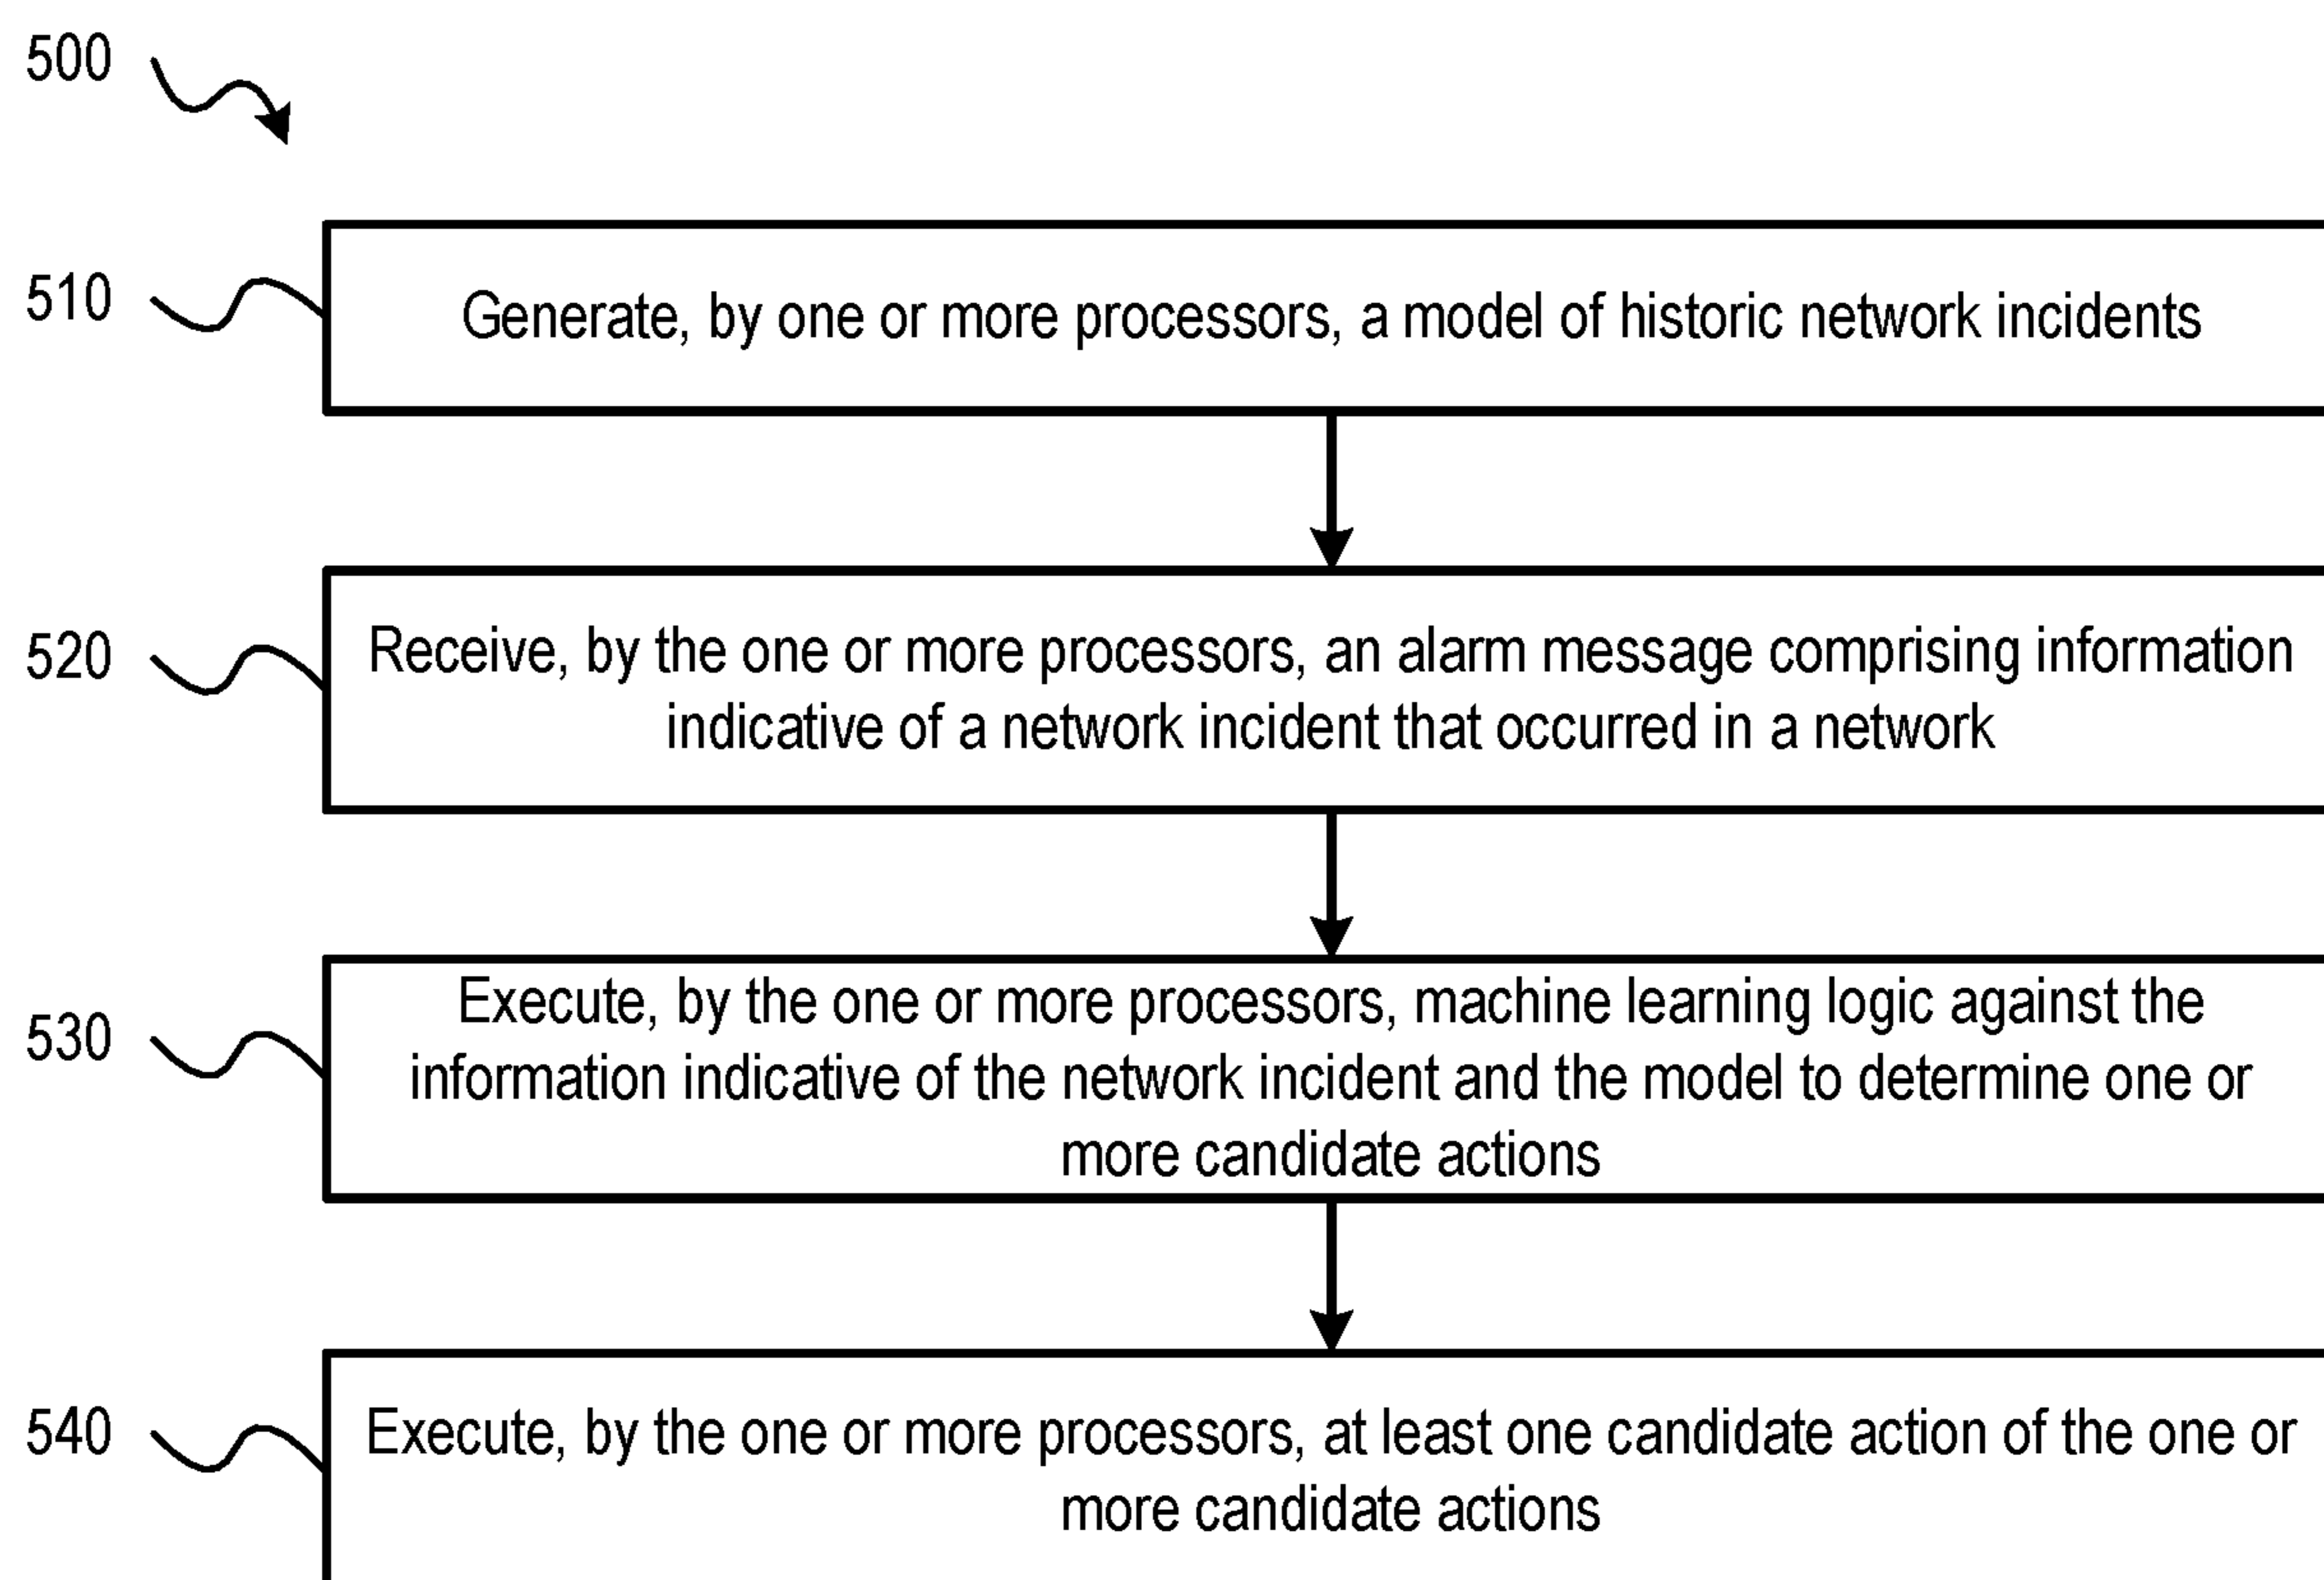 500
510
Generate, by one or more processors, a model of historic network incidents
520
Receive, by the one or more processors, an alarm message comprising information
indicative of a network incident that occurred in a network
530
Execute, by the one or more processors, machine learning logic against the
information indicative of the network incident and the model to determine one or
more candidate actions
540
Execute, by the one or more processors, at least one candidate action of the one or
more candidate actions